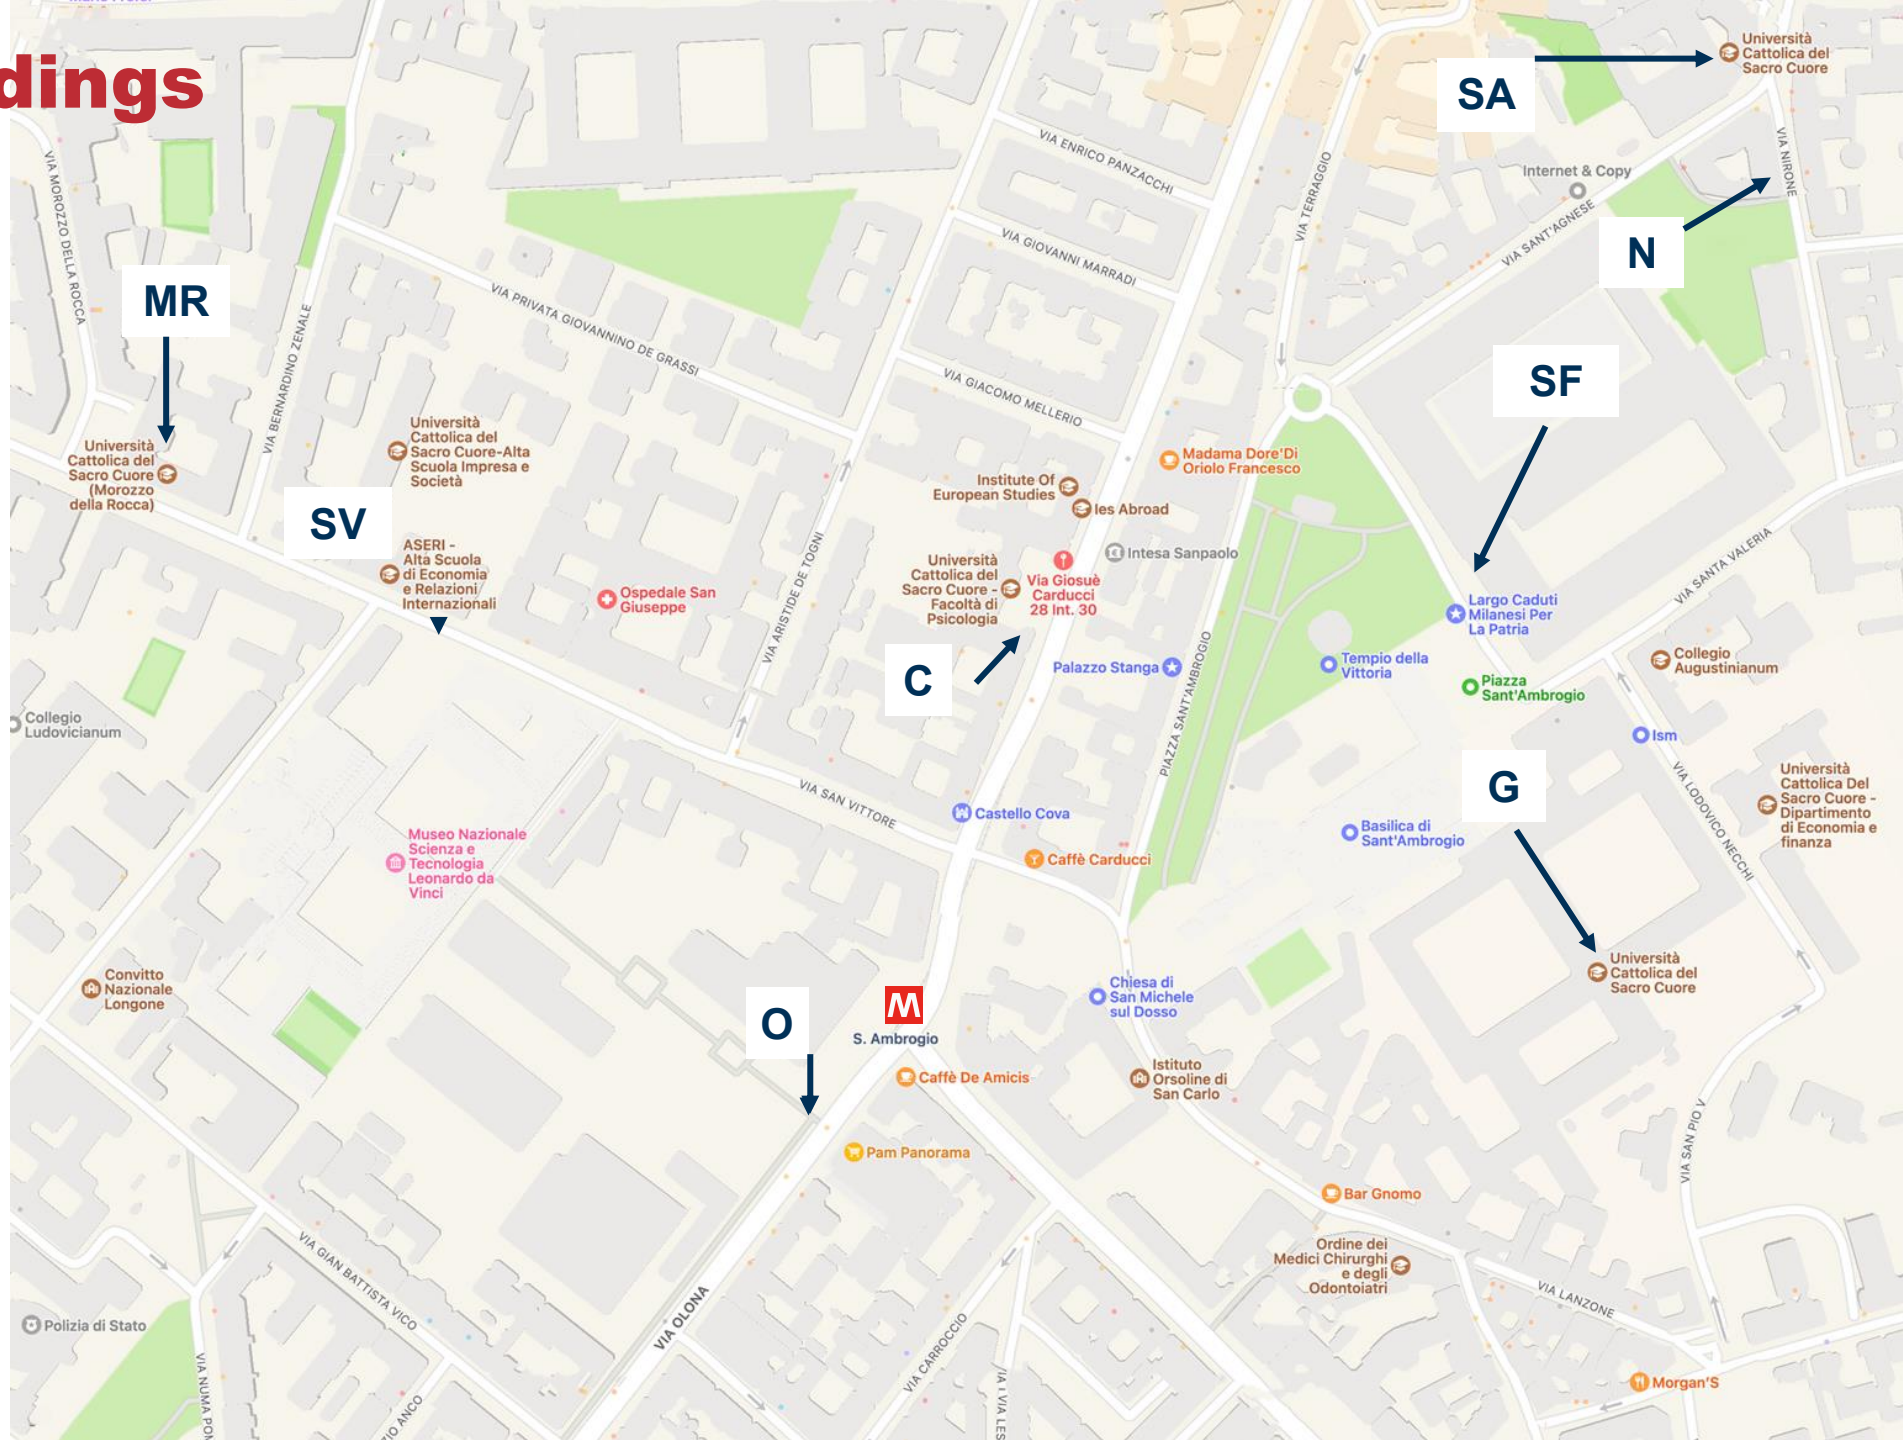 dings
SA
Università
Cattolica del
Sacro Cuore
VIA ENRICO PANZACCHI
VIA TERRAGGIO
VIA NIRONE
Internet & Copy
VIA SANT'AGNESE
VIA MOROZZO DELLA ROCCA
N
VIA GIOVANNI MARRADI
MR
VIA PRIVATA GIOVANNINO DE GRASSI
VIA BERNARDINO ZENALE
VIA GIACOMO MELLERIO
SF
Università
Cattolica del
Sacro Cuore
(Morozzo
della Rocca)
Università
Cattolica del
Sacro Cuore-Alta
Scuola Impresa e
Società
Madama Dore'Di
Oriolo Francesco
Institute Of
European Studies
Ies Abroad
SV
ASERI -
Alta Scuola
di Economia
e Relazioni
Internazionali
Ospedale San
Giuseppe
VIA ARISTIDE DE TOGNI
Università
Cattolica del
Sacro Cuore -
Facoltà di
Psicologia
Intesa Sanpaolo
Via Giosuè
Carducci
28 Int. 30
VIA SANTA VALERIA
Largo Caduti
Milanesi Per
La Patria
C
Palazzo Stanga
PIAZZA SANT'AMBROGIO
Tempio della
Vittoria
Collegio
Augustinianum
Piazza
Sant'Ambrogio
Collegio
Ludovicianum
Ism
VIA SAN VITTORE
G
VIA LODOVICO NECCHI
Università
Cattolica Del
Sacro Cuore -
Dipartimento
di Economia e
finanza
Castello Cova
Basilica di
Sant'Ambrogio
Museo Nazionale
Scienza e
Tecnologia
Leonardo da
Vinci
Caffè Carducci
Università
Cattolica del
Sacro Cuore
Convitto
Nazionale
Longone
Chiesa di
San Michele
sul Dosso
O
M
S. Ambrogio
Caffè De Amicis
Istituto
Orsoline di
San Carlo
Pam Panorama
VIA SAN PIO V
Bar Gnomo
Ordine dei
Medici Chirurghi
e degli
Odontoiatri
VIA GIAN BATTISTA VICO
VIA OLONA
VIA LANZONE
Polizia di Stato
VIA CARROCCIO
VIA NUMA POM
Morgan'S